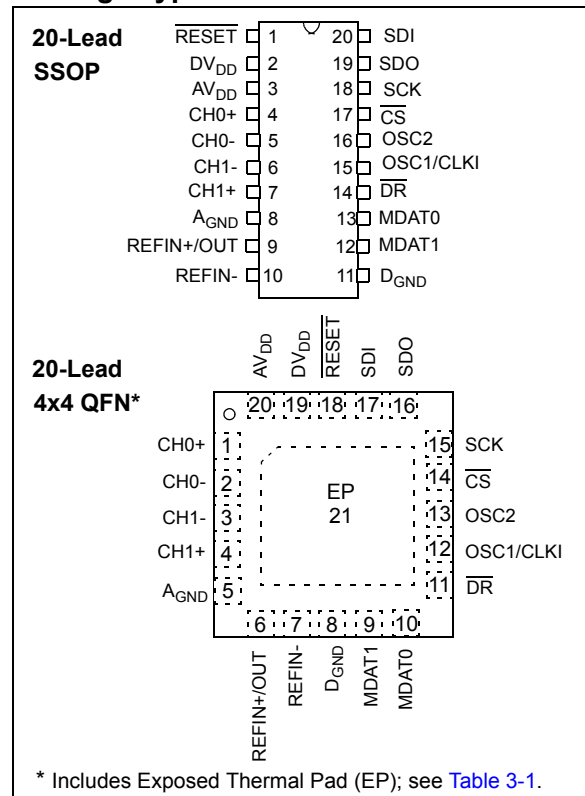 20-Lead
SSOP
RESET 1 20 SDI
DVDD 2 19 SDO
AVDD 3 18 SCK
CH0+ 4 17 CS
CH0- 5 16 OSC2
CH1- 6 15 OSC1/CLKI
CH1+ 7 14 DR
AGND 8 13 MDAT0
REFIN+/OUT 9 12 MDAT1
REFIN- 10 11 DGND
20-Lead
4x4 QFN*
AVDD DVDD RESET SDI SDO
20 19 18 17 16
CH0+ 1 15 SCK
CH0- 2 14 CS
CH1- 3 13 OSC2
CH1+ 4 12 OSC1/CLKI
AGND 5 11 DR
EP
21
6 7 8 9 10
REFIN+/OUT REFIN- DGND MDAT1 MDAT0
* Includes Exposed Thermal Pad (EP); see Table 3-1.